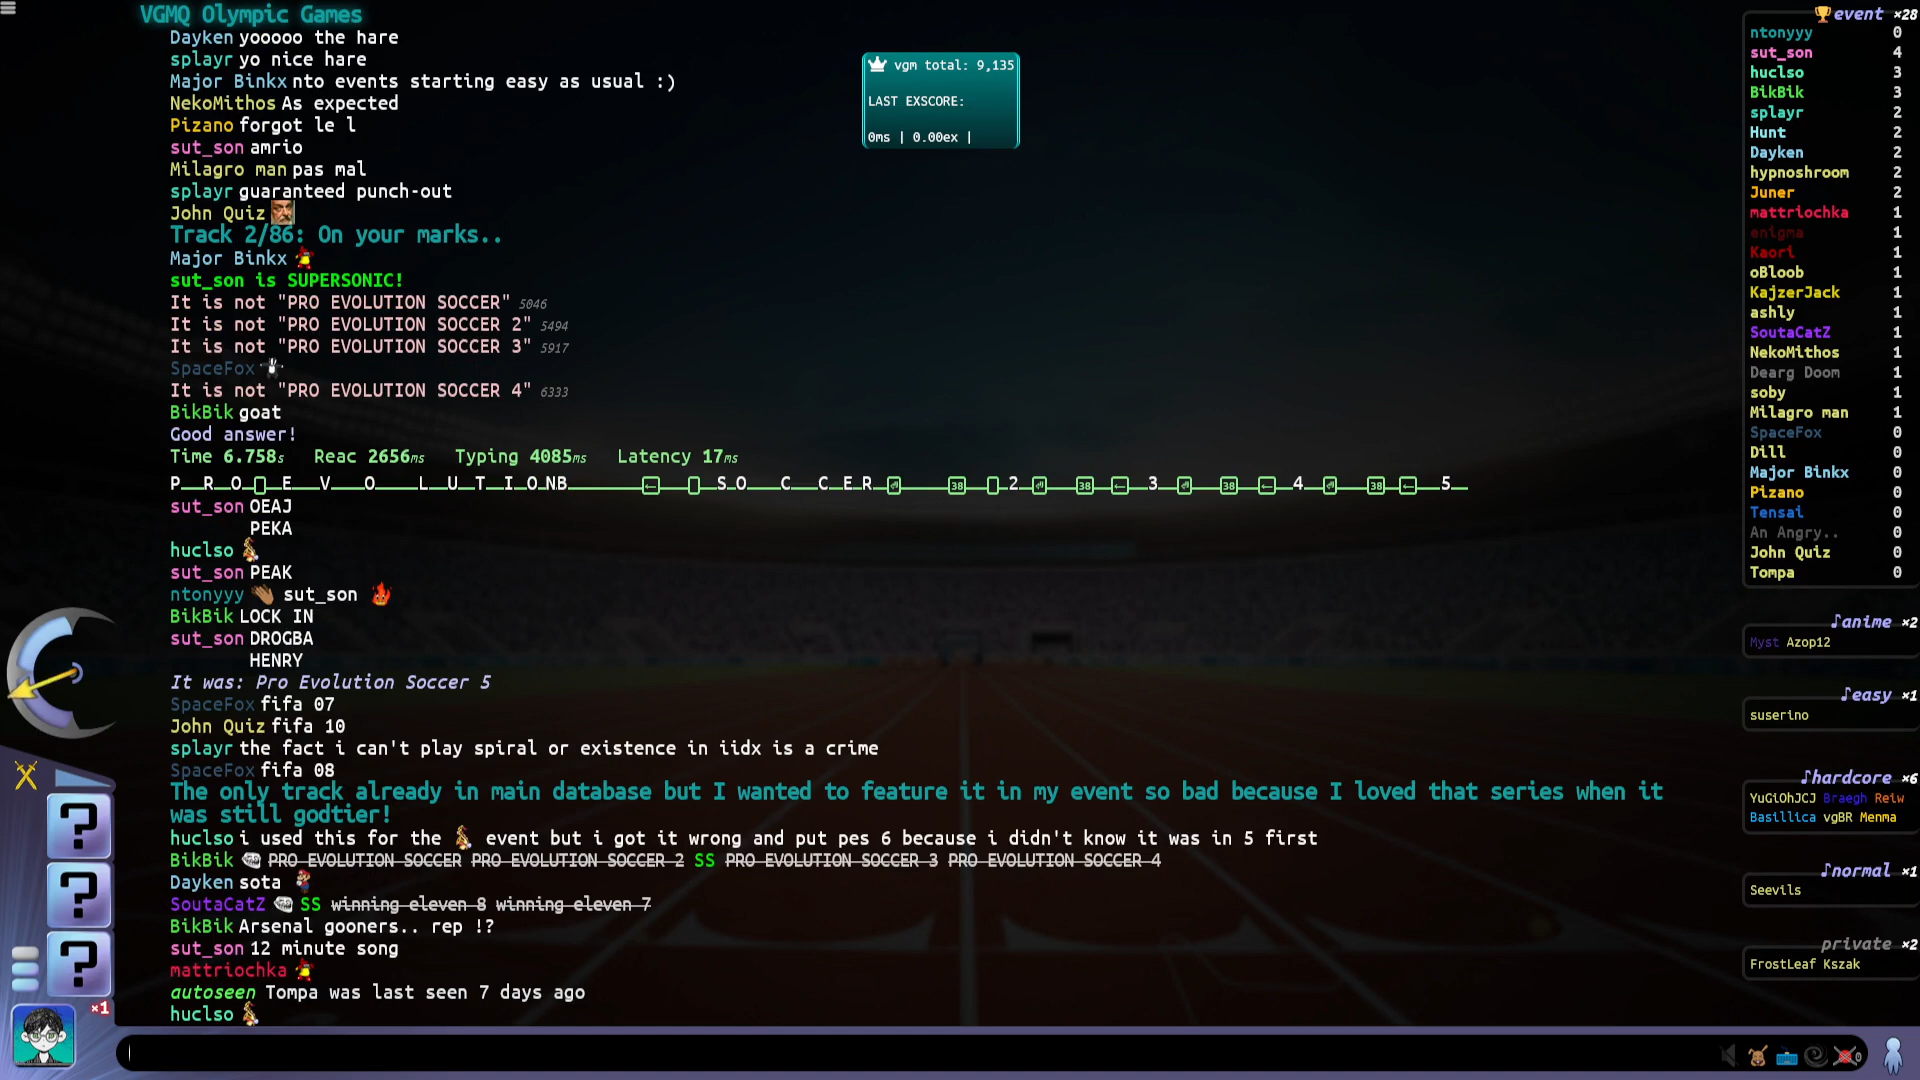 VGMQ Olympic Games
Dayken yooooo the hare
splayr yo nice hare
Major Binkx nto events starting easy as usual :)
NekoMithos As expected
Pizano forgot le l
sut_son amrio
Milagro man pas mal
splayr guaranteed punch-out
John Quiz
Track 2/86: On your marks..
Major Binkx
sut_son is SUPERSONIC!
It is not "PRO EVOLUTION SOCCER" 5046
It is not "PRO EVOLUTION SOCCER 2" 5494
It is not "PRO EVOLUTION SOCCER 3" 5917
SpaceFox
It is not "PRO EVOLUTION SOCCER 4" 6333
BikBik goat
Good answer!
Time 6.758s Reac 2656ms Typing 4085ms Latency 17ms
P__R_O_ _E___V____O_____L__U__T__I__O_NB_______←____ _S_O____C___C_E_R_ ____38__ _2_ ___38__←__3__ ___38__←__4__ ___38_←___5_
sut_son OEAJ
PEKA
huclso
sut_son PEAK
ntonyyy sut_son
BikBik LOCK IN
sut_son DROGBA
HENRY
It was: Pro Evolution Soccer 5
SpaceFox fifa 07
John Quiz fifa 10
splayr the fact i can't play spiral or existence in iidx is a crime
SpaceFox fifa 08
The only track already in main database but I wanted to feature it in my event so bad because I loved that series when it
was still godtier!
huclso i used this for the event but i got it wrong and put pes 6 because i didn't know it was in 5 first
BikBik PRO EVOLUTION SOCCER PRO EVOLUTION SOCCER 2 SS PRO EVOLUTION SOCCER 3 PRO EVOLUTION SOCCER 4
Dayken sota
SoutaCatZ SS winning eleven 8 winning eleven 7
BikBik Arsenal gooners.. rep !?
sut_son 12 minute song
mattriochka
autoseen Tompa was last seen 7 days ago
huclso
vgm total: 9,135
LAST EXSCORE:
0ms | 0.00ex |
event ×28
ntonyyy 0
sut_son 4
huclso 3
BikBik 3
splayr 2
Hunt 2
Dayken 2
hypnoshroom 2
Juner 2
mattriochka 1
enigma 1
Kaori 1
oBloob 1
KajzerJack 1
ashly 1
SoutaCatZ 1
NekoMithos 1
Dearg Doom 1
soby 1
Milagro man 1
SpaceFox 0
Dill 0
Major Binkx 0
Pizano 0
Tensai 0
An Angry.. 0
John Quiz 0
Tompa 0
♪anime ×2
Myst Azop12
♪easy ×1
suserino
♪hardcore ×6
YuGiOhJCJ Braegh Reiw
Basillica vgBR Menma
♪normal ×1
Seevils
private ×2
FrostLeaf Kszak
?
?
?
×1
0